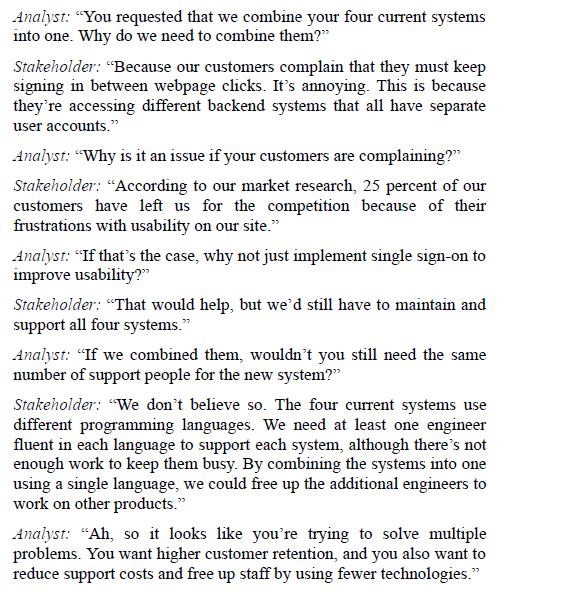 Analyst: “You requested that we combine your four current systems
into one. Why do we need to combine them?”
Stakeholder: “Because our customers complain that they must keep
signing in between webpage clicks. It’s annoying. This is because
they’re accessing different backend systems that all have separate
user accounts.”
Analyst: “Why is it an issue if your customers are complaining?”
Stakeholder: “According to our market research, 25 percent of our
customers have left us for the competition because of their
frustrations with usability on our site.”
Analyst: “If that’s the case, why not just implement single sign-on to
improve usability?”
Stakeholder: “That would help, but we’d still have to maintain and
support all four systems.”
Analyst: “If we combined them, wouldn’t you still need the same
number of support people for the new system?”
Stakeholder: “We don’t believe so. The four current systems use
different programming languages. We need at least one engineer
fluent in each language to support each system, although there’s not
enough work to keep them busy. By combining the systems into one
using a single language, we could free up the additional engineers to
work on other products.”
Analyst: “Ah, so it looks like you’re trying to solve multiple
problems. You want higher customer retention, and you also want to
reduce support costs and free up staff by using fewer technologies.”